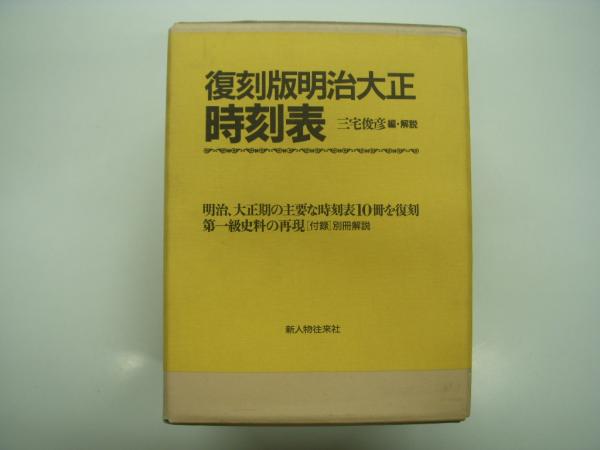 復刻版明治大正
時刻表 三宅俊彦 編・解説
明治、大正期の主要な時刻表10冊を復刻
第一級史料の再現[付録]別冊解説
新人物往来社